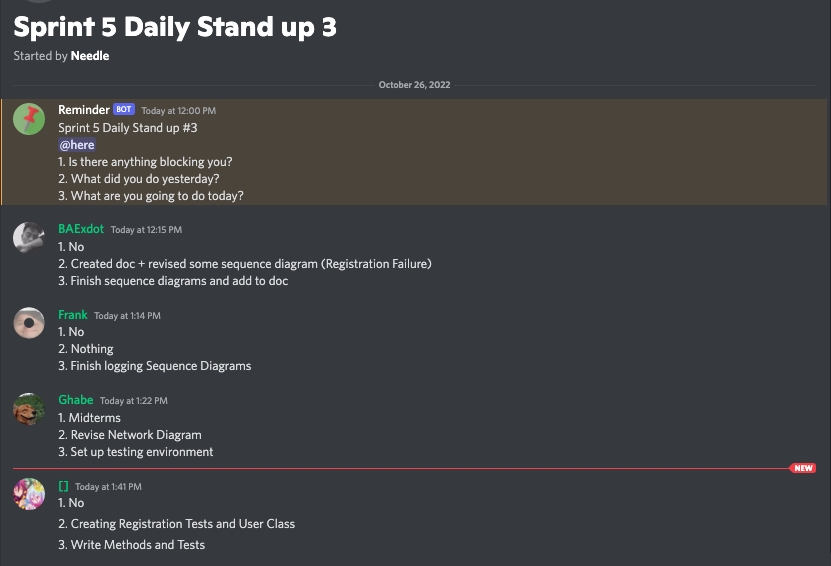 Sprint 5 Daily Stand up 3
Started by Needle
October 26, 2022
Reminder BOT Today at 12:00 PM
Sprint 5 Daily Stand up #3
@here
1. Is there anything blocking you?
2. What did you do yesterday?
3. What are you going to do today?
BAExdot Today at 12:15 PM
1. No
2. Created doc + revised some sequence diagram (Registration Failure)
3. Finish sequence diagrams and add to doc
Frank Today at 1:14 PM
1. No
2. Nothing
3. Finish logging Sequence Diagrams
Ghabe Today at 1:22 PM
1. Midterms
2. Revise Network Diagram
3. Set up testing environment
NEW
[] Today at 1:41 PM
1. No
2. Creating Registration Tests and User Class
3. Write Methods and Tests